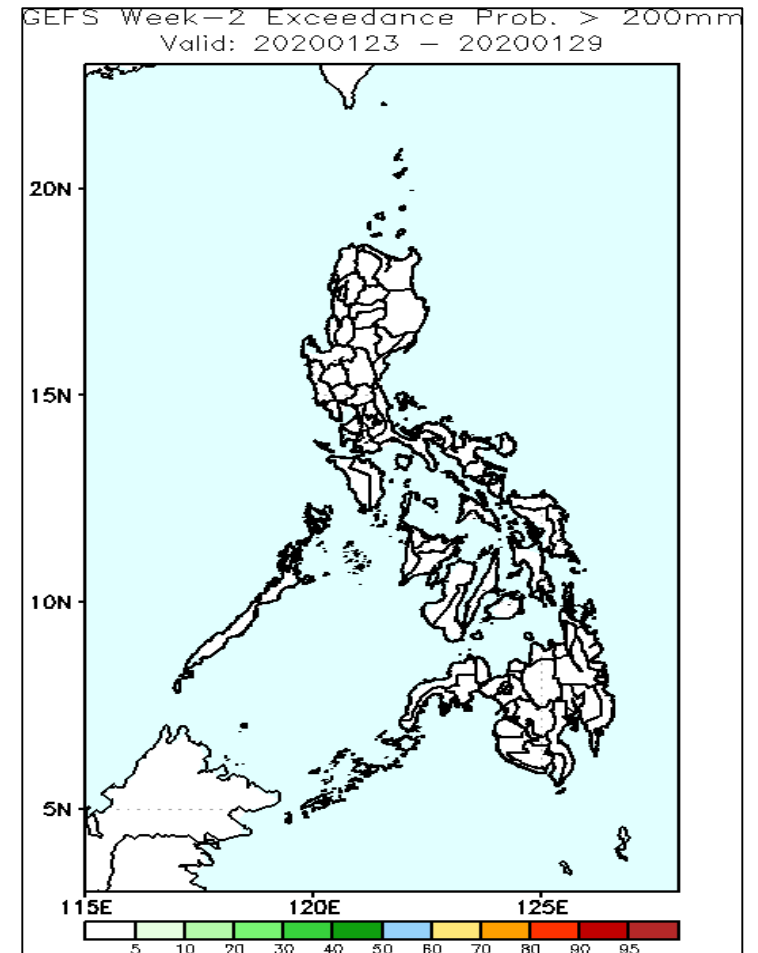 GEFS Week-2 Exceedance Prob. > 200mm
Valid: 20200123 - 20200129
20N
15N
10N
5N
115E 120E 125E
5 10 20 30 40 50 60 70 80 90 95